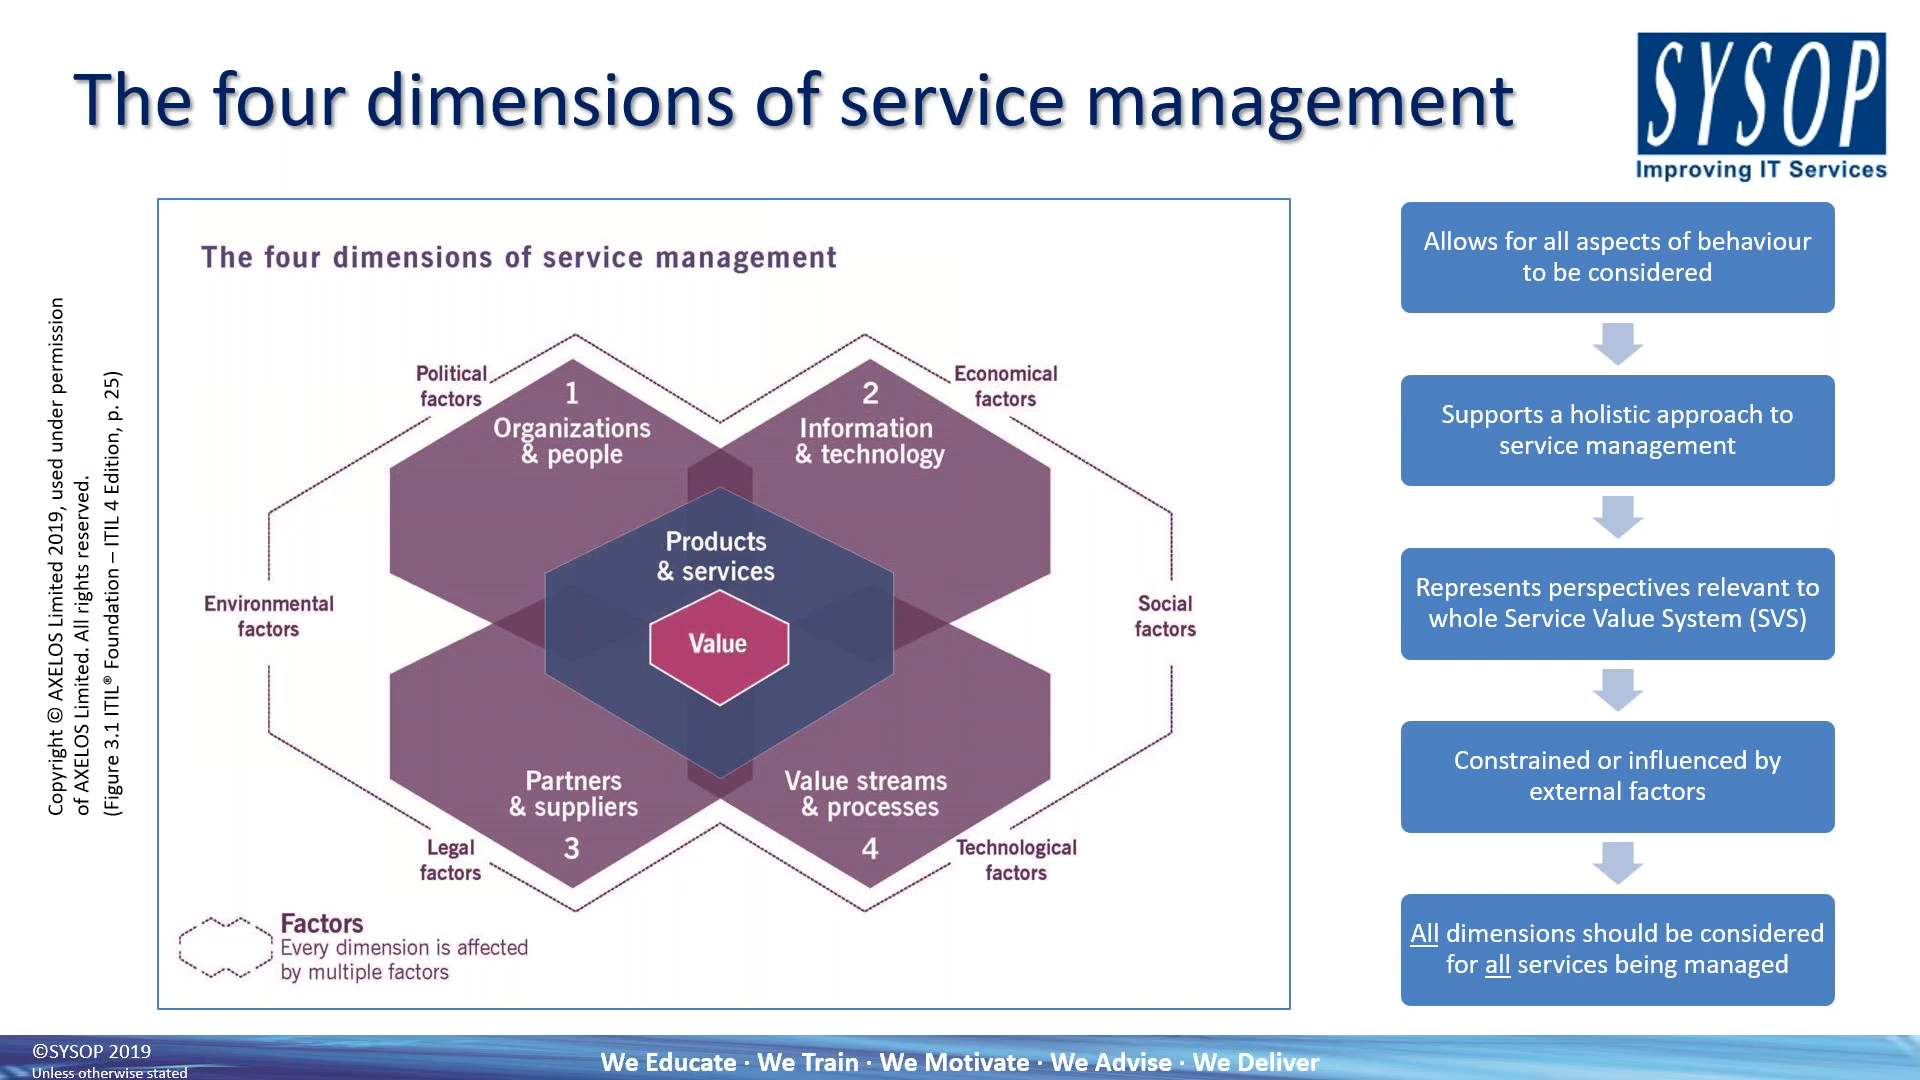 The four dimensions of service management
SYSOP
Improving IT Services
Copyright © AXELOS Limited 2019, used under permission
of AXELOS Limited. All rights reserved.
(Figure 3.1 ITIL® Foundation – ITIL 4 Edition, p. 25)
The four dimensions of service management
Political
factors
1
Organizations
& people
2
Information
& technology
Economical
factors
Products
& services
Value
Environmental
factors
Social
factors
Partners
& suppliers
3
Value streams
& processes
4
Legal
factors
Technological
factors
Factors
Every dimension is affected
by multiple factors
Allows for all aspects of behaviour
to be considered
Supports a holistic approach to
service management
Represents perspectives relevant to
whole Service Value System (SVS)
Constrained or influenced by
external factors
All dimensions should be considered
for all services being managed
©SYSOP 2019
Unless otherwise stated
We Educate · We Train · We Motivate · We Advise · We Deliver